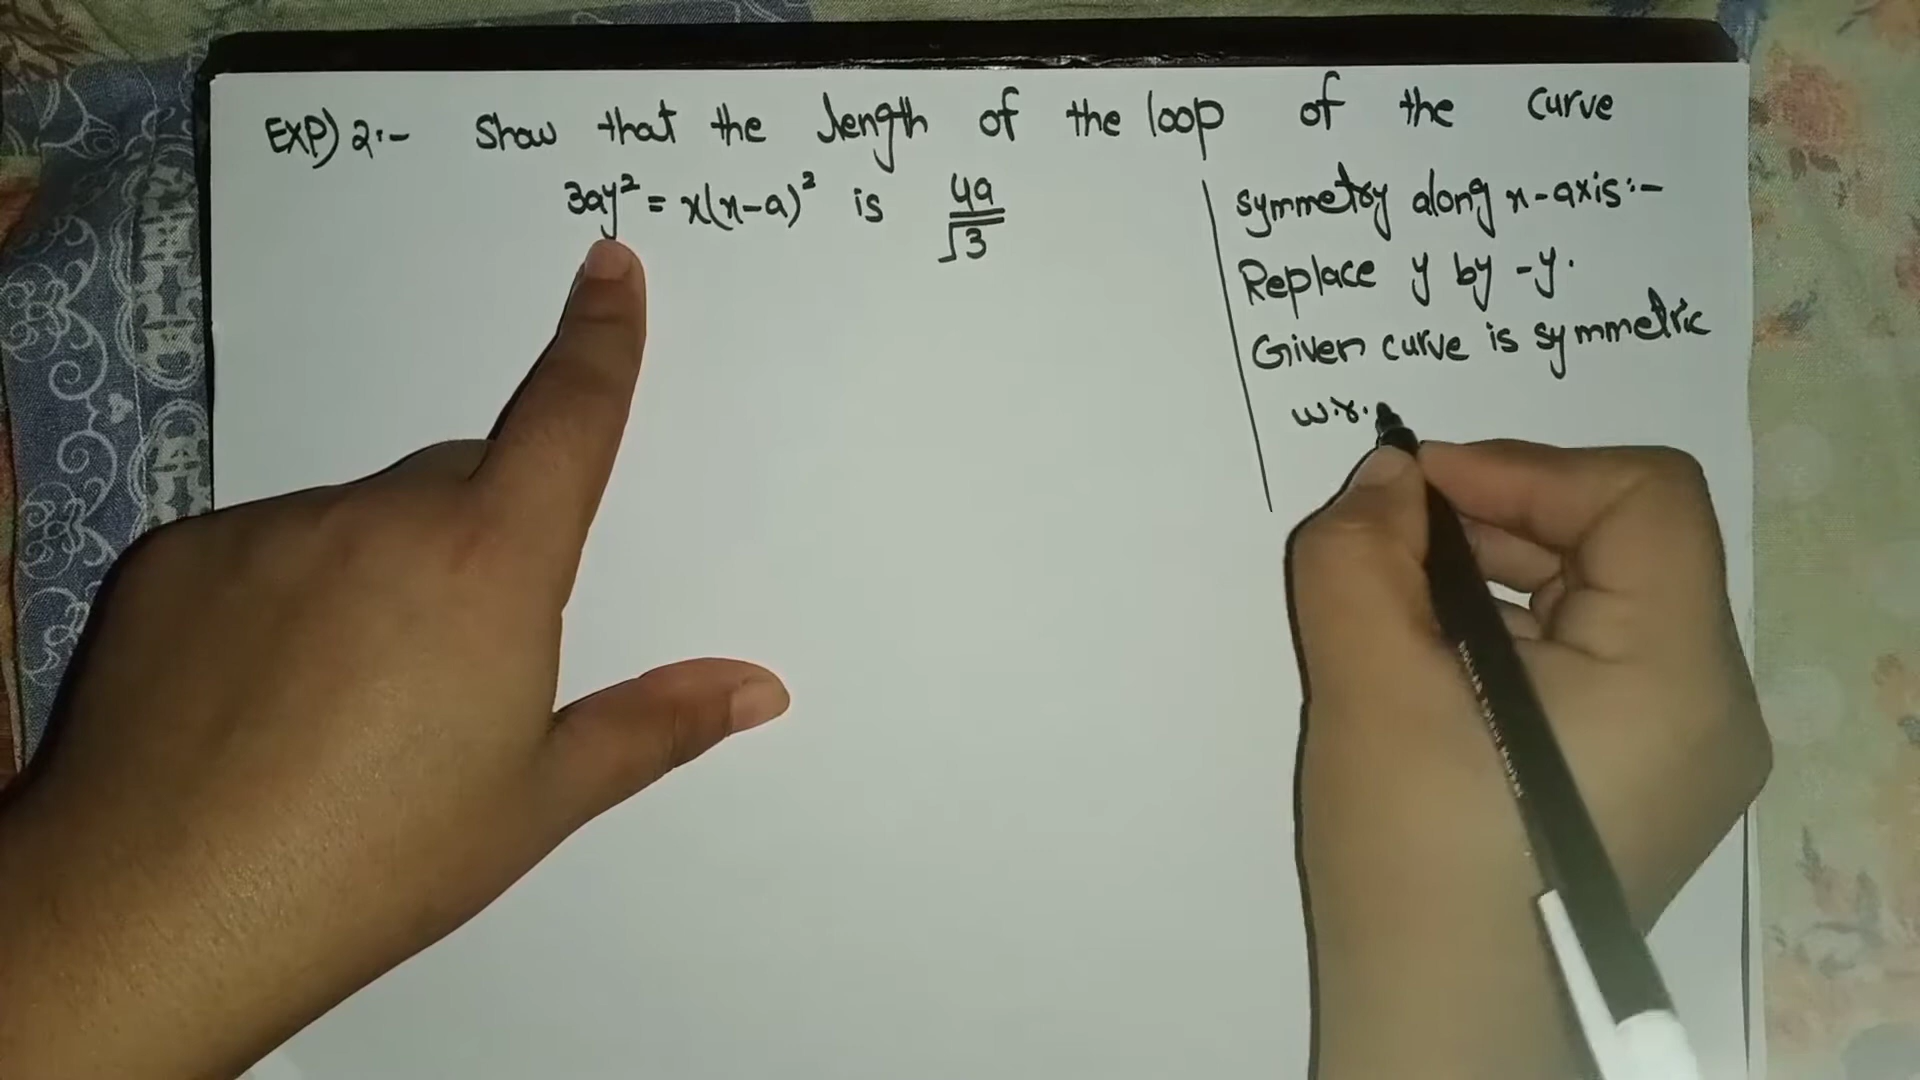 EXP) 2:- Show that the length of the loop of the curve
3ay² = x(x-a)² is 4a/√3
symmetry along x-axis:-
Replace y by -y.
Given curve is symmetric
w.r.